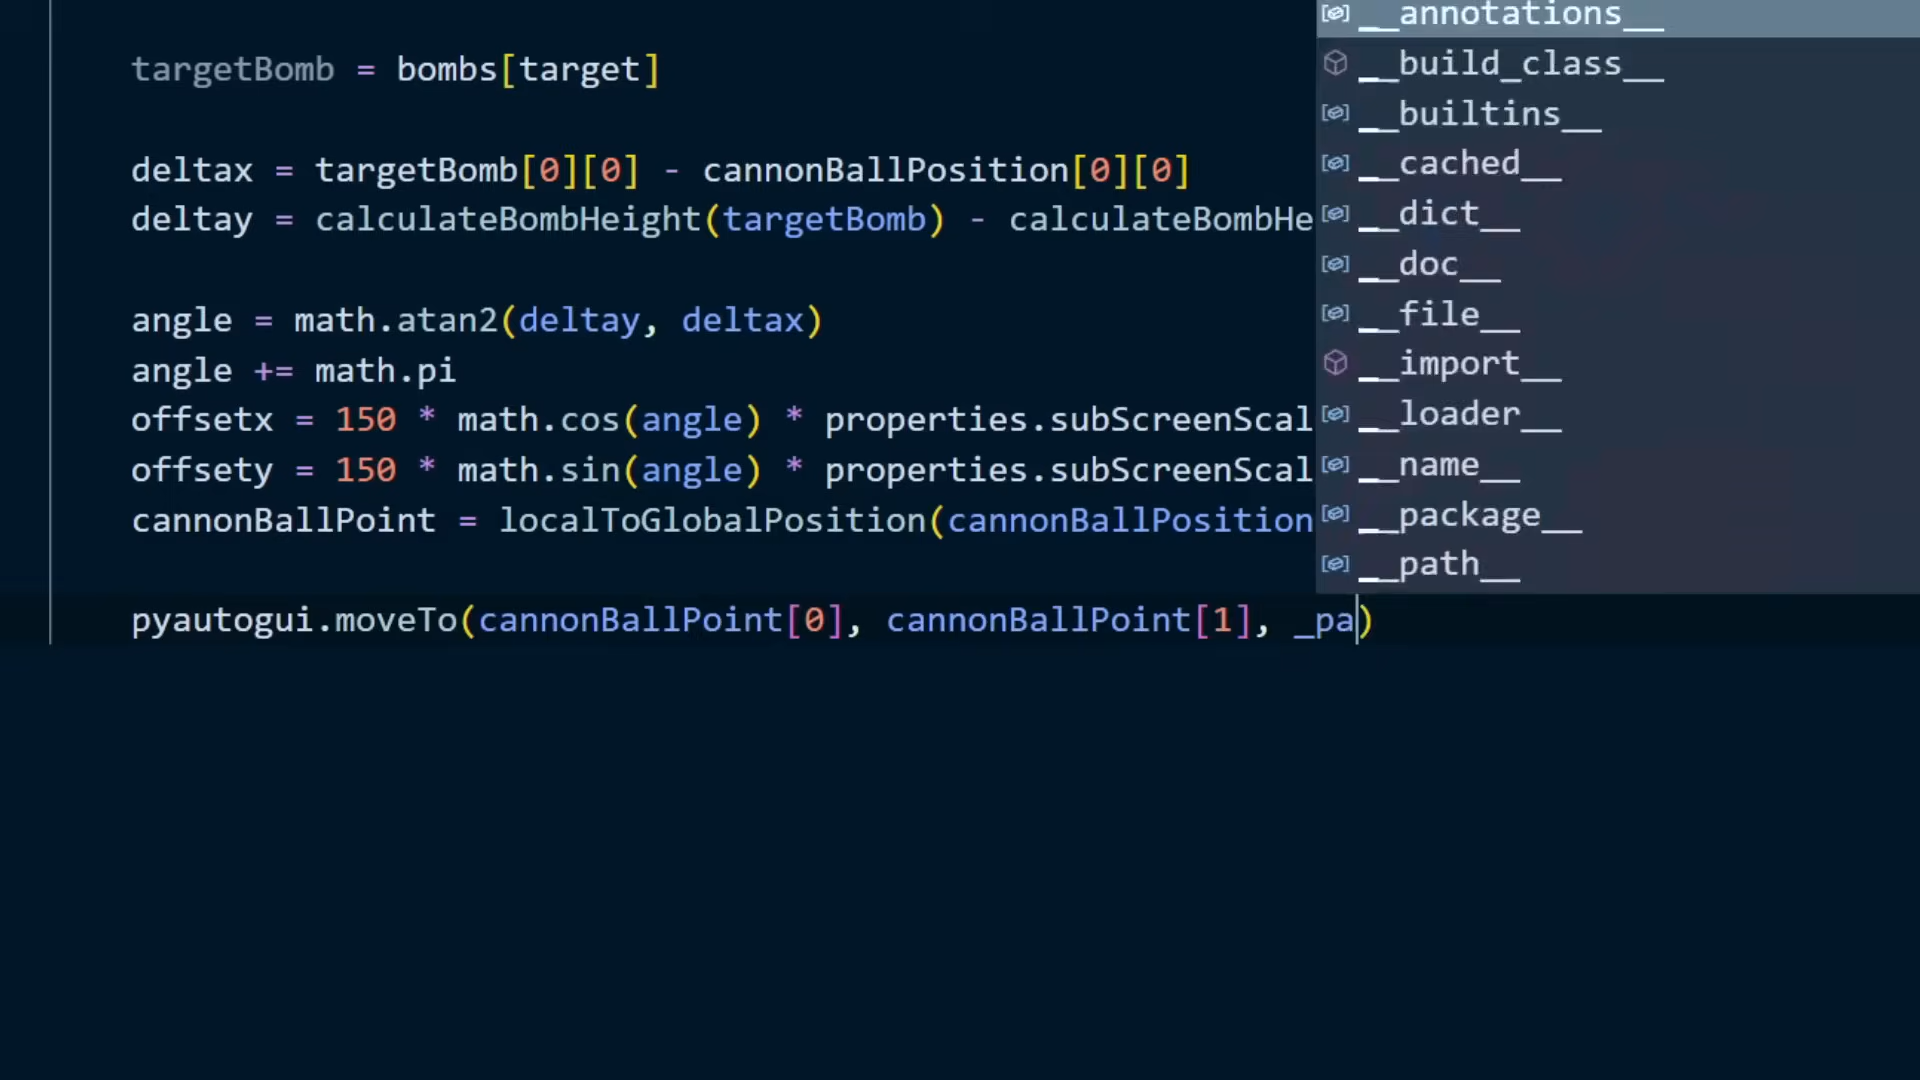 targetBomb = bombs[target]
deltax = targetBomb[0][0] - cannonBallPosition[0][0]
deltay = calculateBombHeight(targetBomb) - calculateBombHe
angle = math.atan2(deltay, deltax)
angle += math.pi
offsetx = 150 * math.cos(angle) * properties.subScreenScal
offsety = 150 * math.sin(angle) * properties.subScreenScal
cannonBallPoint = localToGlobalPosition(cannonBallPosition
pyautogui.moveTo(cannonBallPoint[0], cannonBallPoint[1], _pa)
__annotations__
__build_class__
__builtins__
__cached__
__dict__
__doc__
__file__
__import__
__loader__
__name__
__package__
__path__